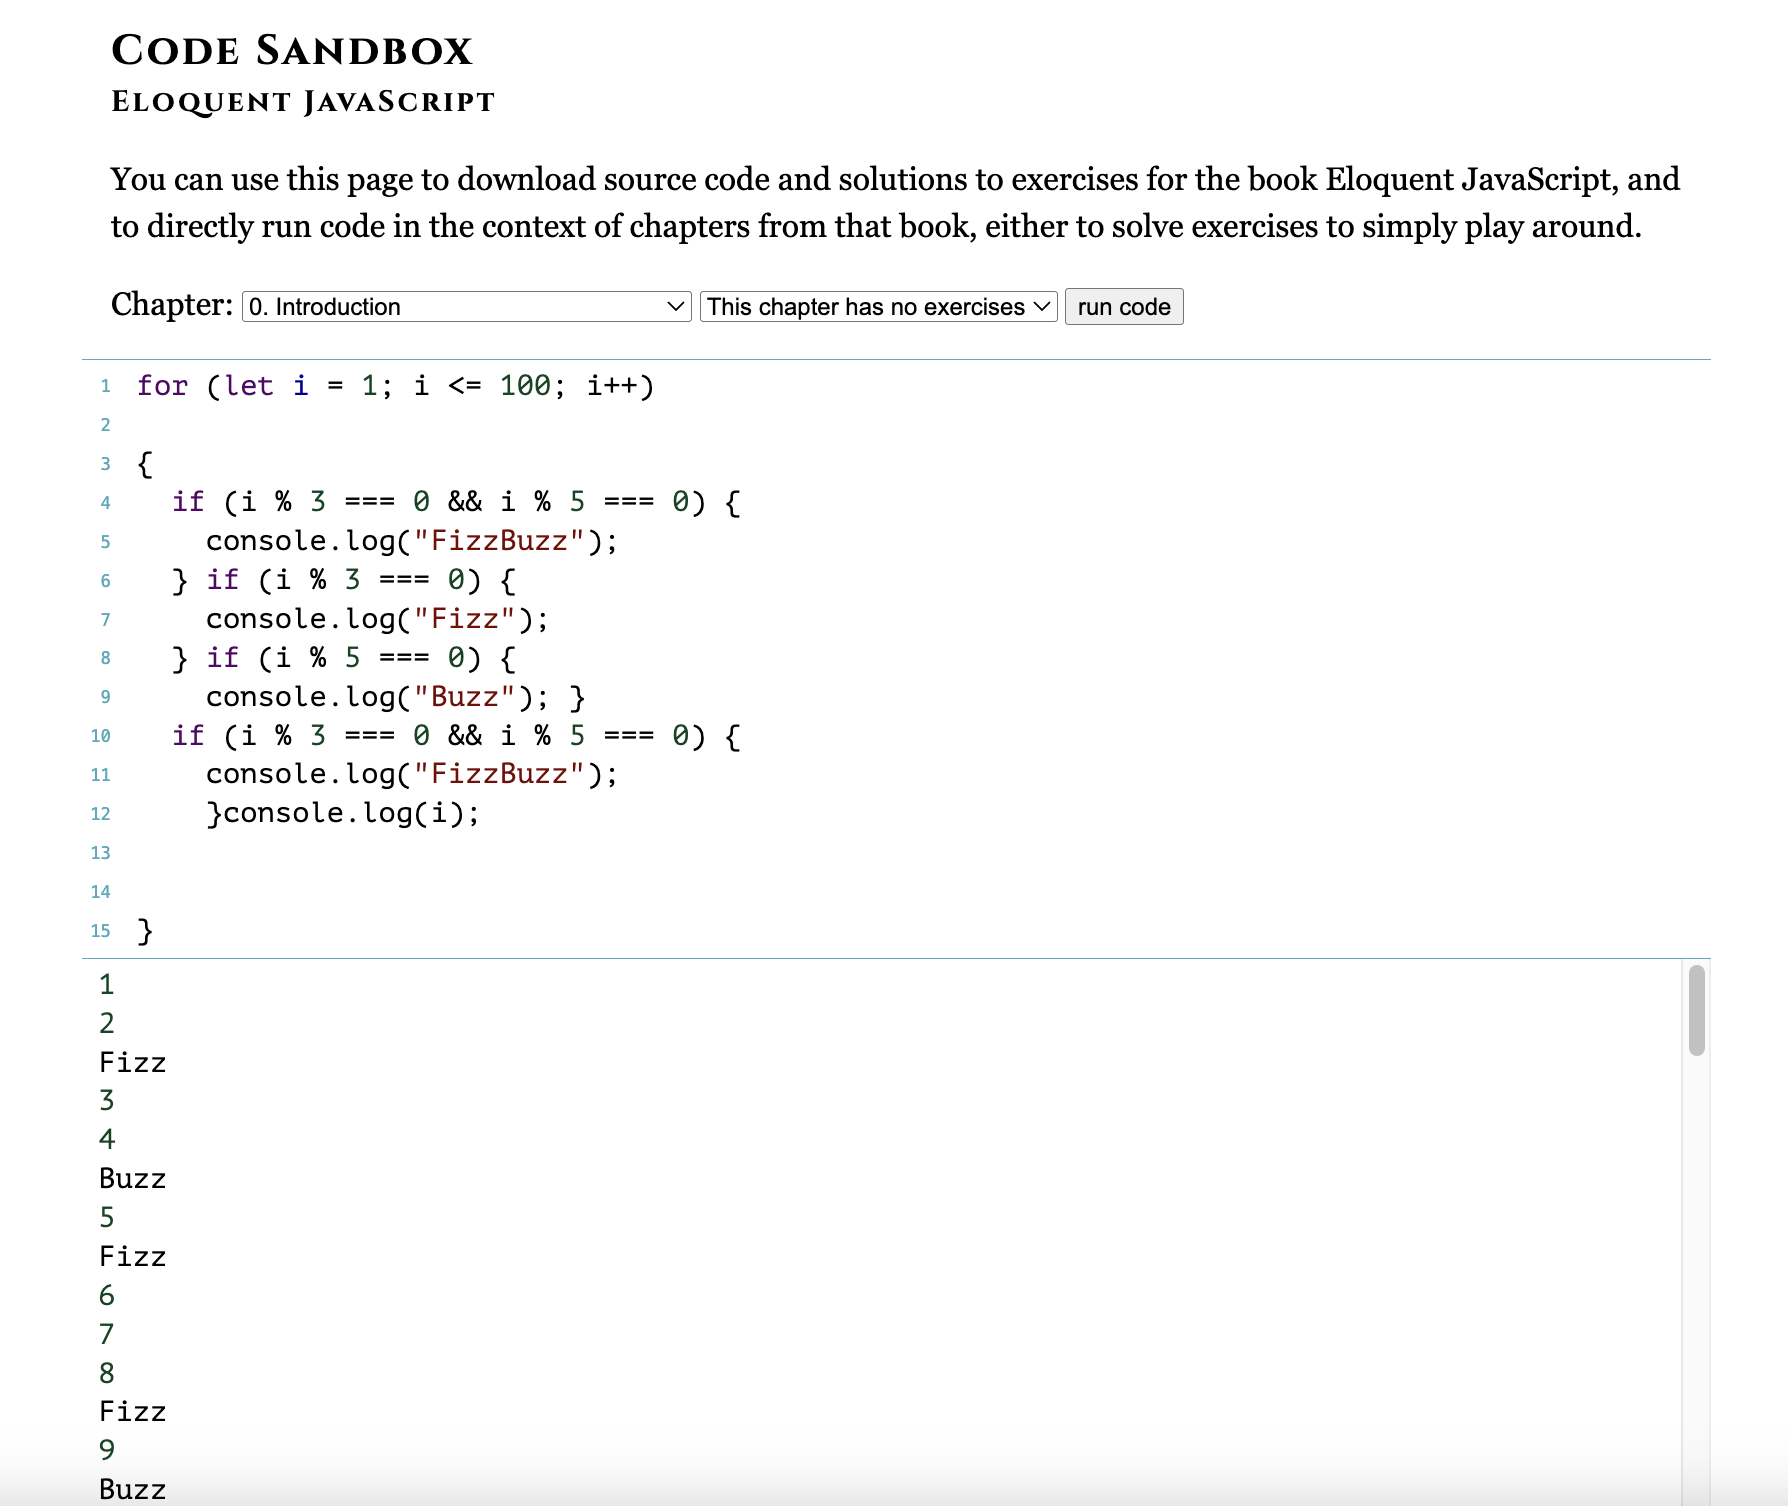 Code Sandbox
Eloquent JavaScript
You can use this page to download source code and solutions to exercises for the book Eloquent JavaScript, and
to directly run code in the context of chapters from that book, either to solve exercises to simply play around.
Chapter: 0. Introduction This chapter has no exercises run code
1 for (let i = 1; i <= 100; i++)
2
3 {
4   if (i % 3 === 0 && i % 5 === 0) {
5     console.log("FizzBuzz");
6   } if (i % 3 === 0) {
7     console.log("Fizz");
8   } if (i % 5 === 0) {
9     console.log("Buzz"); }
10   if (i % 3 === 0 && i % 5 === 0) {
11     console.log("FizzBuzz");
12     }console.log(i);
13
14
15 }
1
2
Fizz
3
4
Buzz
5
Fizz
6
7
8
Fizz
9
Buzz